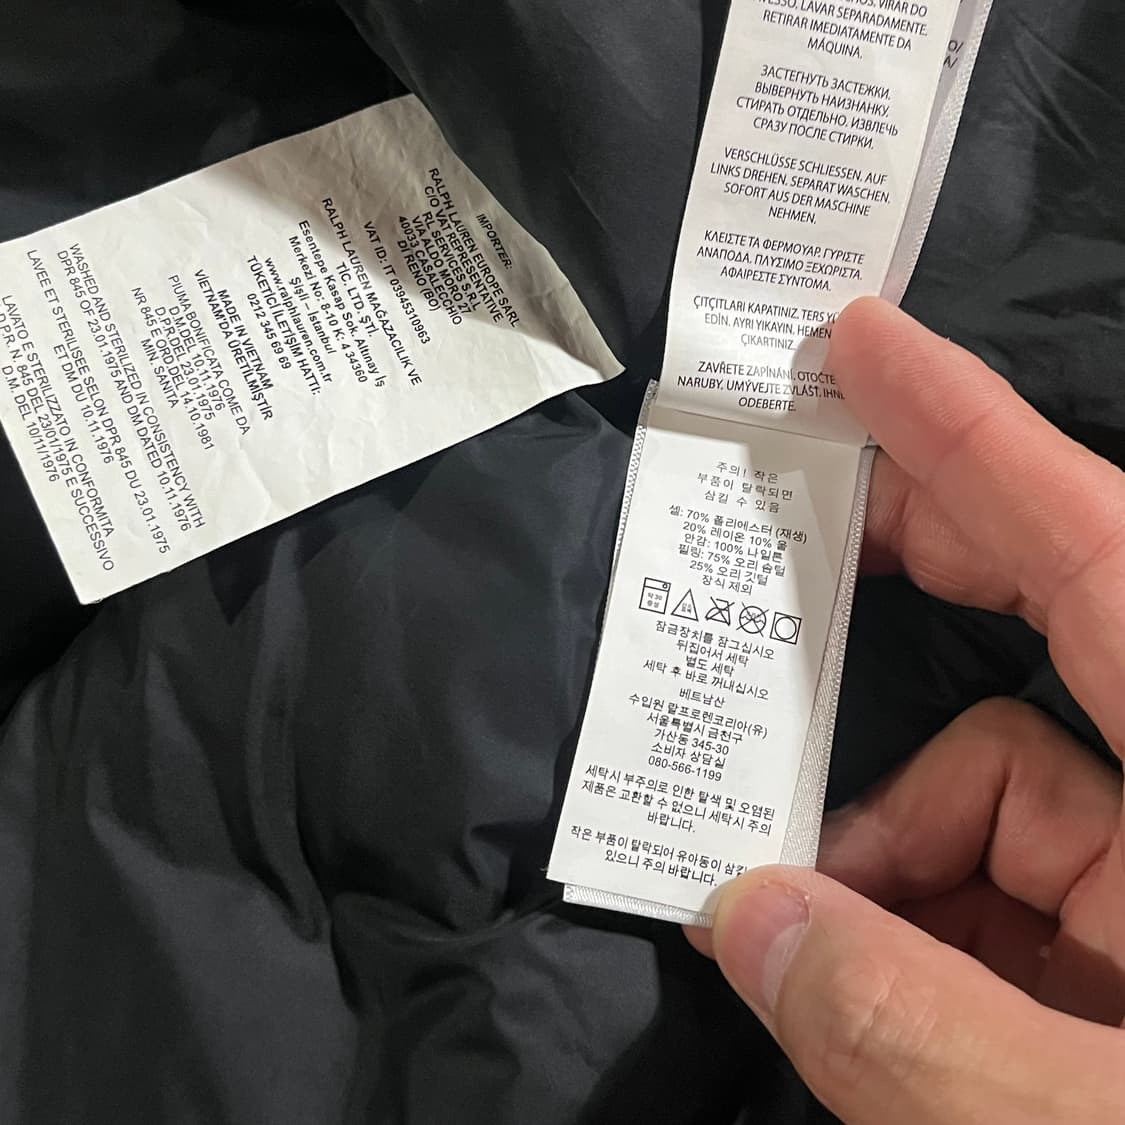 IMPORTER:
RALPH LAUREN EUROPE SARL
C/O VAT REPRESENTATIVE
RL SERVICES S.R.L.
VIA ALDO MORO 27
40033 (CASALECCHIO
DI RENO (BO)
VAT ID: IT 03945310963
RALPH LAUREN MAGAZACILIK VE
TİC. LTD. ŞTİ.
Esentepe Kasap Sok. Altınay İş
Merkezi No: 8-10 K: 4 34360
Şişli - İstanbul
www.ralphlauren.com.tr
TÜKETİCİ İLETİŞİM HATTI:
0212 345 69 69
MADE IN VIETNAM
VİETNAM'DA ÜRETİLMİŞTİR
PIUMA BONIFICATA COME DA
D.M.DEL 10.11.1976
D.P.DEL 23.01.1975
D.P.R ORD.DEL 14.10.1981
NR 845 MIN. SANITA
WASHED AND STERILIZED IN CONSISTENCY WITH
DPR 845 OF 23.01.1975 AND DM DATED 10.11.1976
LAVEE ET STERILISEE SELON DPR 845 DU 23.01.1975
ET DM DU 10.11.1976
LAVATO E STERILIZZATO IN CONFORMITA
D.P.R. N. 845 DEL 23/01/1975 E SUCCESSIVO
D.M. DEL 10/11/1976
VIRAR DO
LAVAR SEPARADAMENTE.
RETIRAR IMEDIATAMENTE DA
MÁQUINA.
ЗАСТЕГНУТЬ ЗАСТЕЖКИ.
ВЫВЕРНУТЬ НАИЗНАНКУ.
СТИРАТЬ ОТДЕЛЬНО. ИЗВЛЕЧЬ
СРАЗУ ПОСЛЕ СТИРКИ.
VERSCHLÜSSE SCHLIESSEN. AUF
LINKS DREHEN. SEPARAT WASCHEN.
SOFORT AUS DER MASCHINE
NEHMEN.
ΚΛΕΙΣΤΕ ΤΑ ΦΕΡΜΟΥΑΡ. ΓΥΡΙΣΤΕ
ΑΝΑΠΟΔΑ. ΠΛΥΣΙΜΟ ΞΕΧΩΡΙΣΤΑ.
ΑΦΑΙΡΕΣΤΕ ΣΥΝΤΟΜΑ.
ÇITÇITLARI KAPATINIZ. TERS
EDİN. AYRI YIKAYIN. HEMEN
ÇIKARTINIZ.
ZAVŘETE ZAPÍNÁNÍ. OTOČTE
NARUBY. UMÝVEJTE ZVLÁŠŤ.
ODEBERTE.
주의! 작은
부품이 탈락되면
삼킬 수 있음
셸: 70% 폴리에스터 (재생)
20% 레이온 10% 울
안감: 100% 나일론
필링: 75% 오리 솜털
25% 오리 깃털
장식 제외
약 30
중성
잠금장치를 잠그십시오
뒤집어서 세탁
별도 세탁
세탁 후 바로 꺼내십시오
베트남산
수입원 랄프로렌코리아(유)
서울특별시 금천구
가산동 345-30
소비자 상담실
080-566-1199
세탁시 부주의로 인한 탈색 및 오염된
제품은 교환할 수 없으니 세탁시 주의
바랍니다.
작은 부품이 탈락되어 유아동이 삼킬
있으니 주의 바랍니다.